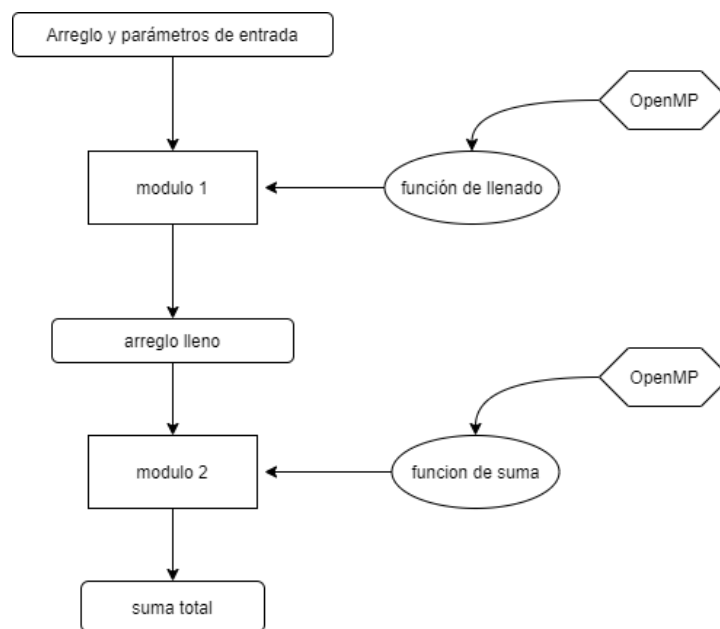 Arreglo y parámetros de entrada
OpenMP
modulo 1
función de llenado
arreglo lleno
OpenMP
modulo 2
funcion de suma
suma total